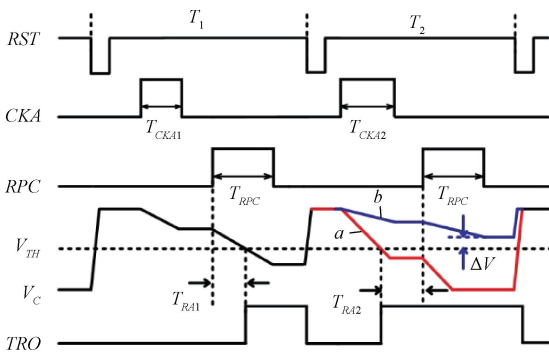 T1 T2
RST
CKA
TCKA1 TCKA2
RPC
TRPC TRPC
b
a
VTH
ΔV
VC
TRA1 TRA2
TRO